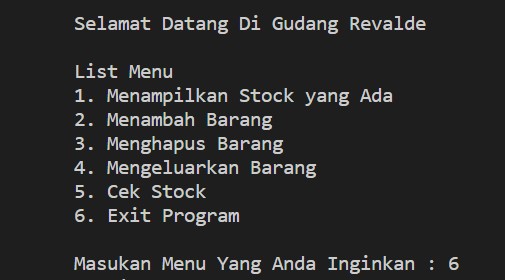 Selamat Datang Di Gudang Revalde
List Menu
1. Menampilkan Stock yang Ada
2. Menambah Barang
3. Menghapus Barang
4. Mengeluarkan Barang
5. Cek Stock
6. Exit Program
Masukan Menu Yang Anda Inginkan : 6